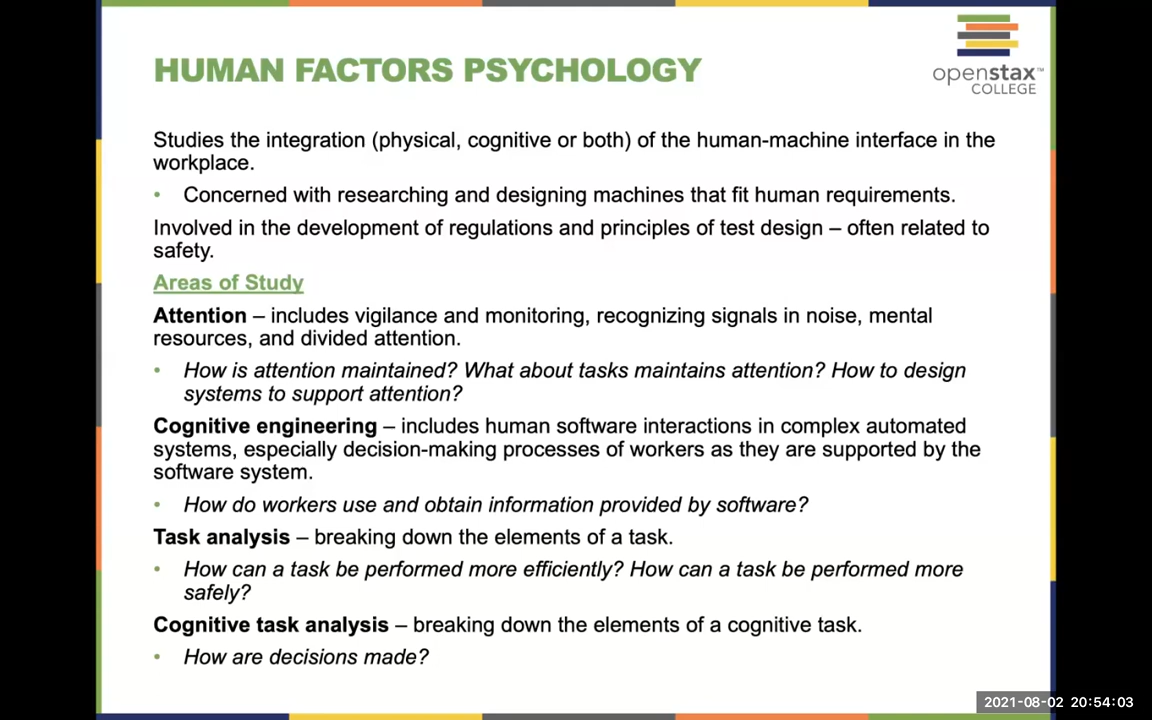 HUMAN FACTORS PSYCHOLOGY
openstax™
COLLEGE
Studies the integration (physical, cognitive or both) of the human-machine interface in the
workplace.
• Concerned with researching and designing machines that fit human requirements.
Involved in the development of regulations and principles of test design – often related to
safety.
Areas of Study
Attention – includes vigilance and monitoring, recognizing signals in noise, mental
resources, and divided attention.
• How is attention maintained? What about tasks maintains attention? How to design
systems to support attention?
Cognitive engineering – includes human software interactions in complex automated
systems, especially decision-making processes of workers as they are supported by the
software system.
• How do workers use and obtain information provided by software?
Task analysis – breaking down the elements of a task.
• How can a task be performed more efficiently? How can a task be performed more
safely?
Cognitive task analysis – breaking down the elements of a cognitive task.
• How are decisions made?
2021-08-02 20:54:03